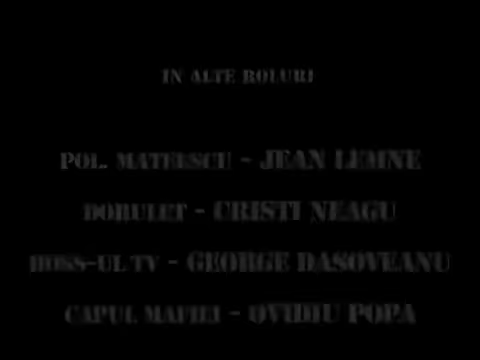 IN ALTE ROLURI
POL. MATEESCU - JEAN LEMNE
DORULET - CRISTI NEAGU
BOSS-UL TV - GEORGE DASOVEANU
CAPUL MAFIEI - OVIDIU POPA